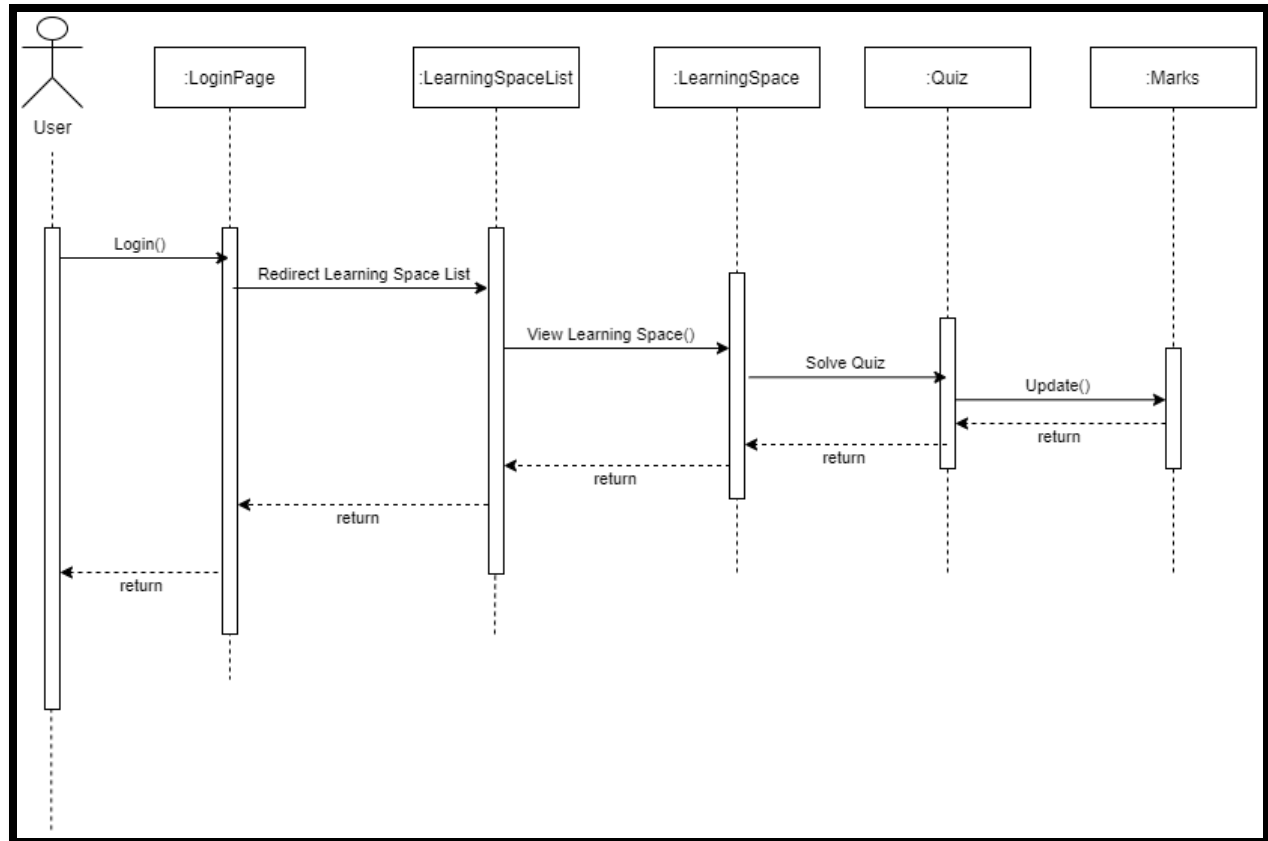 User
:LoginPage
:LearningSpaceList
:LearningSpace
:Quiz
:Marks
Login()
Redirect Learning Space List
View Learning Space()
Solve Quiz
Update()
return
return
return
return
return